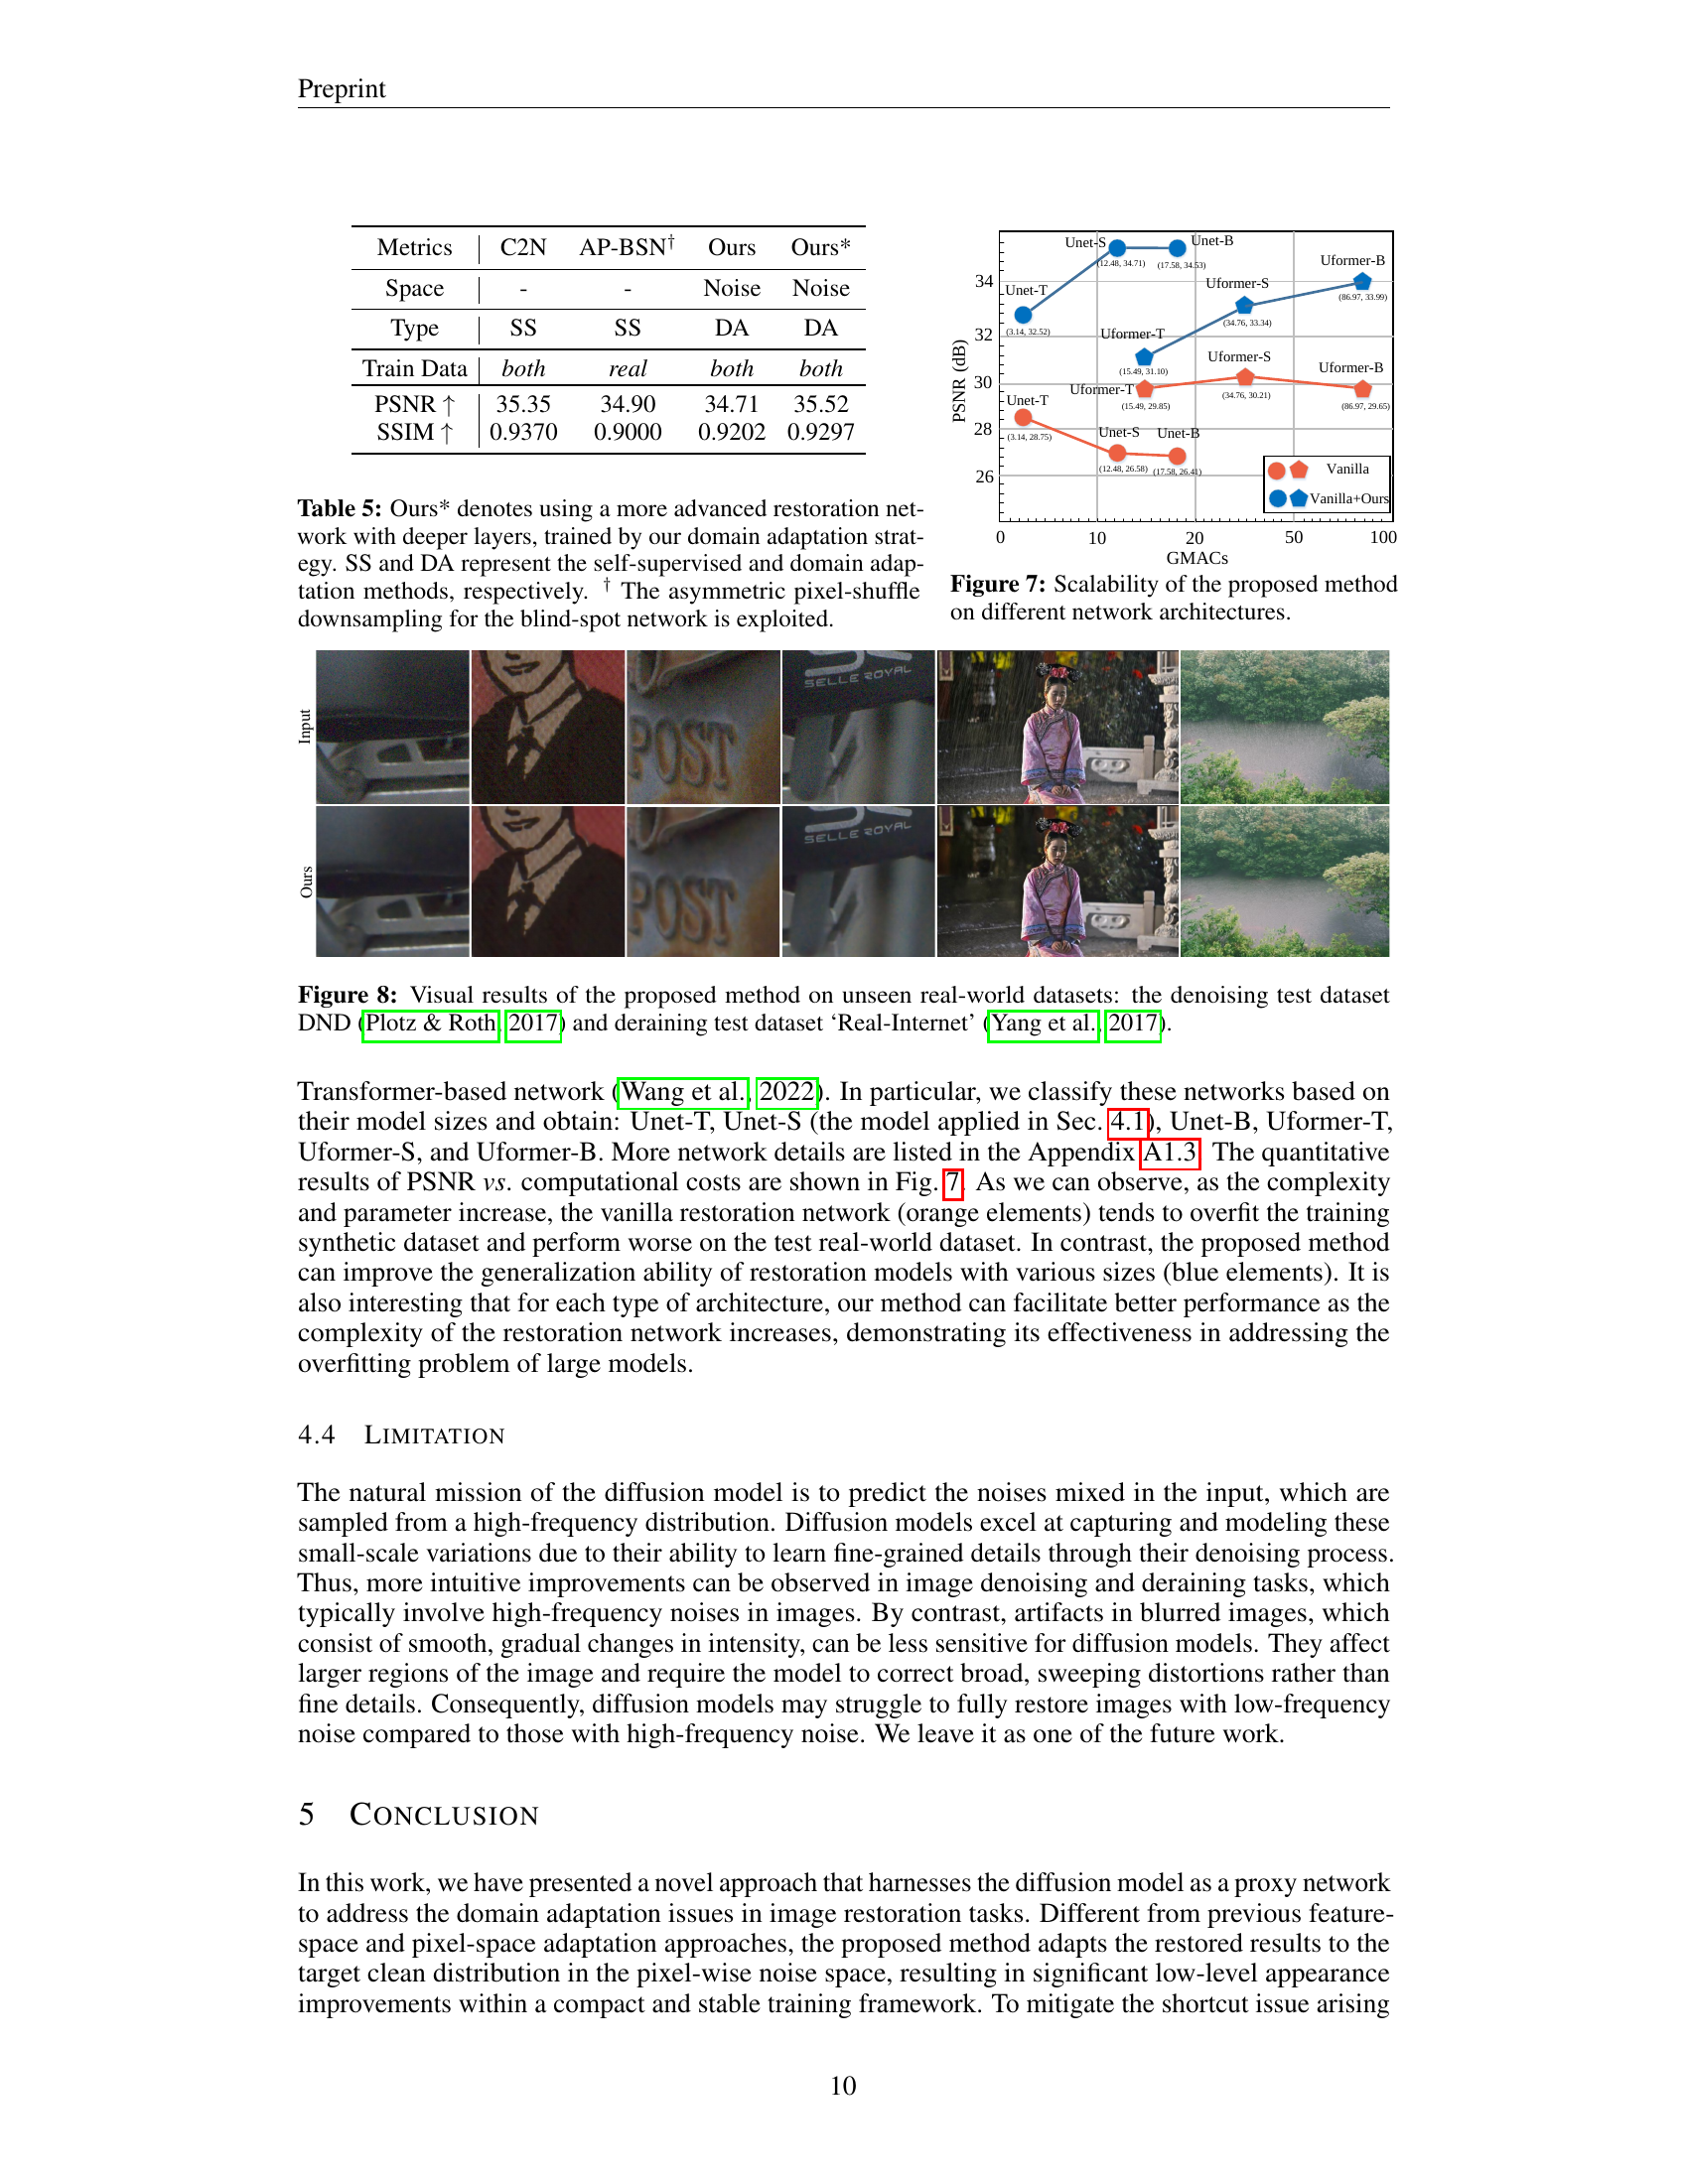 Preprint
Metrics C2N AP-BSN† Ours Ours*
Space - - Noise Noise
Type SS SS DA DA
Train Data both real both both
PSNR ↑ 35.35 34.90 34.71 35.52
SSIM ↑ 0.9370 0.9000 0.9202 0.9297
Table 5: Ours* denotes using a more advanced restoration net-
work with deeper layers, trained by our domain adaptation strat-
egy. SS and DA represent the self-supervised and domain adap-
tation methods, respectively. † The asymmetric pixel-shuffle
downsampling for the blind-spot network is exploited.
PSNR (dB)
34
32
30
28
26
Unet-S
(12.48, 34.71)
Unet-B
(17.58, 34.53)
Unet-T
(3.14, 32.52)
Uformer-B
(86.97, 33.99)
Uformer-S
(34.76, 33.34)
Uformer-T
(15.49, 31.10)
Uformer-S
(34.76, 30.21)
Uformer-B
(86.97, 29.65)
Uformer-T
(15.49, 29.85)
Unet-T
(3.14, 28.75)
Unet-S
(12.48, 26.58)
Unet-B
(17.58, 26.41)
Vanilla
Vanilla+Ours
0 10 20 50 100
GMACs
Figure 7: Scalability of the proposed method
on different network architectures.
Input
SELLE ROYAL
POST
Ours
SELLE ROYAL
POST
Figure 8: Visual results of the proposed method on unseen real-world datasets: the denoising test dataset
DND (Plotz & Roth, 2017) and deraining test dataset ‘Real-Internet’ (Yang et al., 2017).
Transformer-based network (Wang et al., 2022). In particular, we classify these networks based on
their model sizes and obtain: Unet-T, Unet-S (the model applied in Sec. 4.1), Unet-B, Uformer-T,
Uformer-S, and Uformer-B. More network details are listed in the Appendix A1.3. The quantitative
results of PSNR vs. computational costs are shown in Fig. 7. As we can observe, as the complexity
and parameter increase, the vanilla restoration network (orange elements) tends to overfit the training
synthetic dataset and perform worse on the test real-world dataset. In contrast, the proposed method
can improve the generalization ability of restoration models with various sizes (blue elements). It is
also interesting that for each type of architecture, our method can facilitate better performance as the
complexity of the restoration network increases, demonstrating its effectiveness in addressing the
overfitting problem of large models.
4.4 LIMITATION
The natural mission of the diffusion model is to predict the noises mixed in the input, which are
sampled from a high-frequency distribution. Diffusion models excel at capturing and modeling these
small-scale variations due to their ability to learn fine-grained details through their denoising process.
Thus, more intuitive improvements can be observed in image denoising and deraining tasks, which
typically involve high-frequency noises in images. By contrast, artifacts in blurred images, which
consist of smooth, gradual changes in intensity, can be less sensitive for diffusion models. They affect
larger regions of the image and require the model to correct broad, sweeping distortions rather than
fine details. Consequently, diffusion models may struggle to fully restore images with low-frequency
noise compared to those with high-frequency noise. We leave it as one of the future work.
5 CONCLUSION
In this work, we have presented a novel approach that harnesses the diffusion model as a proxy network
to address the domain adaptation issues in image restoration tasks. Different from previous feature-
space and pixel-space adaptation approaches, the proposed method adapts the restored results to the
target clean distribution in the pixel-wise noise space, resulting in significant low-level appearance
improvements within a compact and stable training framework. To mitigate the shortcut issue arising
10